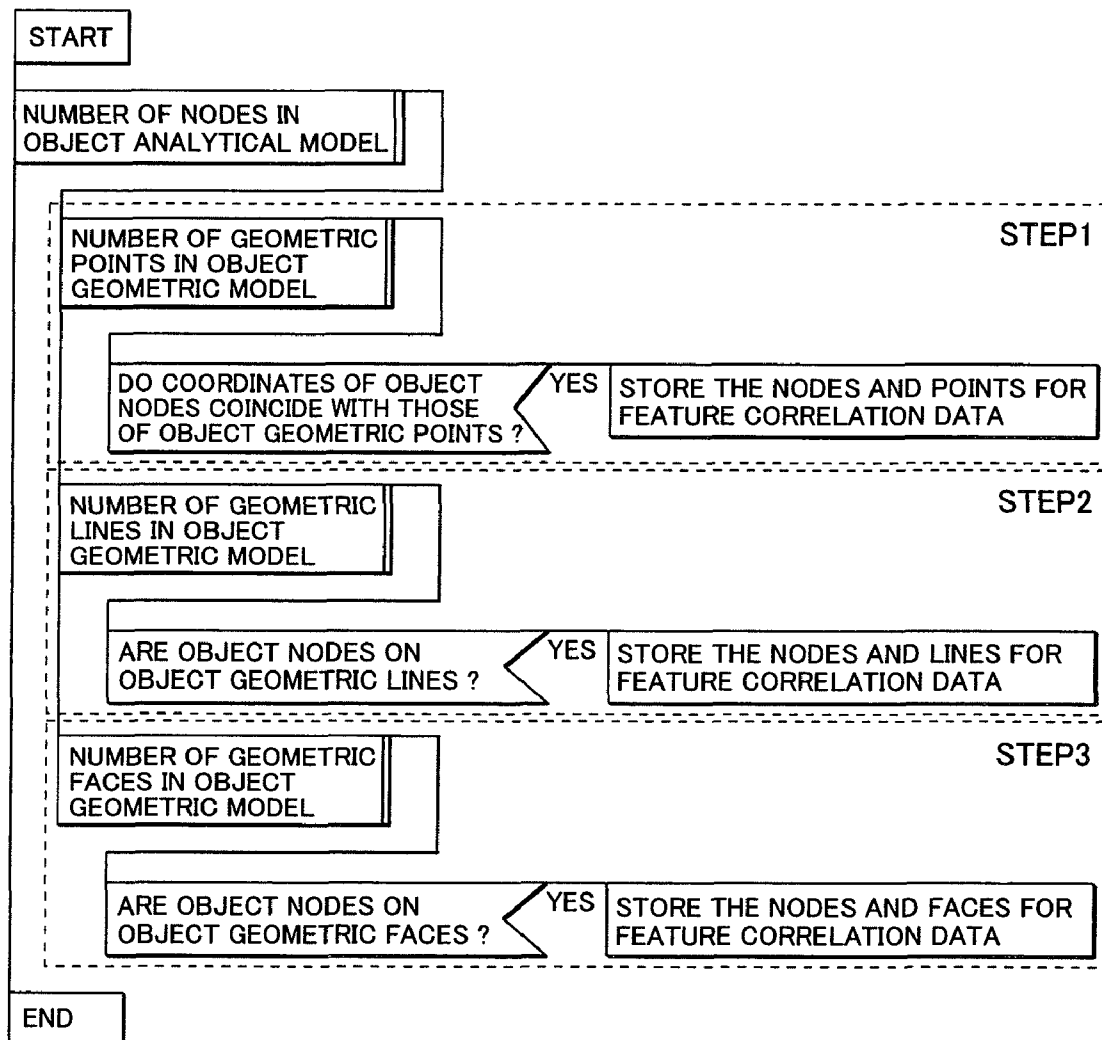 START
NUMBER OF NODES IN
OBJECT ANALYTICAL MODEL
STEP1
NUMBER OF GEOMETRIC
POINTS IN OBJECT
GEOMETRIC MODEL
DO COORDINATES OF OBJECT
NODES COINCIDE WITH THOSE
OF OBJECT GEOMETRIC POINTS ?
YES
STORE THE NODES AND POINTS FOR
FEATURE CORRELATION DATA
STEP2
NUMBER OF GEOMETRIC
LINES IN OBJECT
GEOMETRIC MODEL
ARE OBJECT NODES ON
OBJECT GEOMETRIC LINES ?
YES
STORE THE NODES AND LINES FOR
FEATURE CORRELATION DATA
STEP3
NUMBER OF GEOMETRIC
FACES IN OBJECT
GEOMETRIC MODEL
ARE OBJECT NODES ON
OBJECT GEOMETRIC FACES ?
YES
STORE THE NODES AND FACES FOR
FEATURE CORRELATION DATA
END